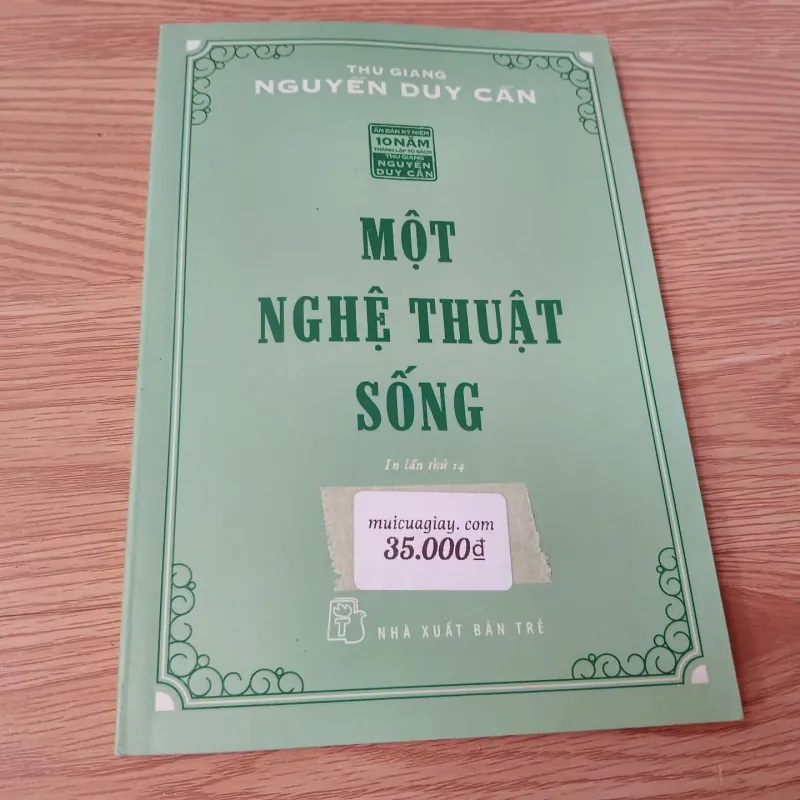 THU GIANG
NGUYỄN DUY CẦN
ẤN BẢN KỶ NIỆM
10 NĂM
THÀNH LẬP TỦ SÁCH
THU GIANG
NGUYỄN
DUY CẦN
MỘT
NGHỆ THUẬT
SỐNG
In lần thứ 14
muicuagiay. com
35.000₫
T
NHÀ XUẤT BẢN TRẺ